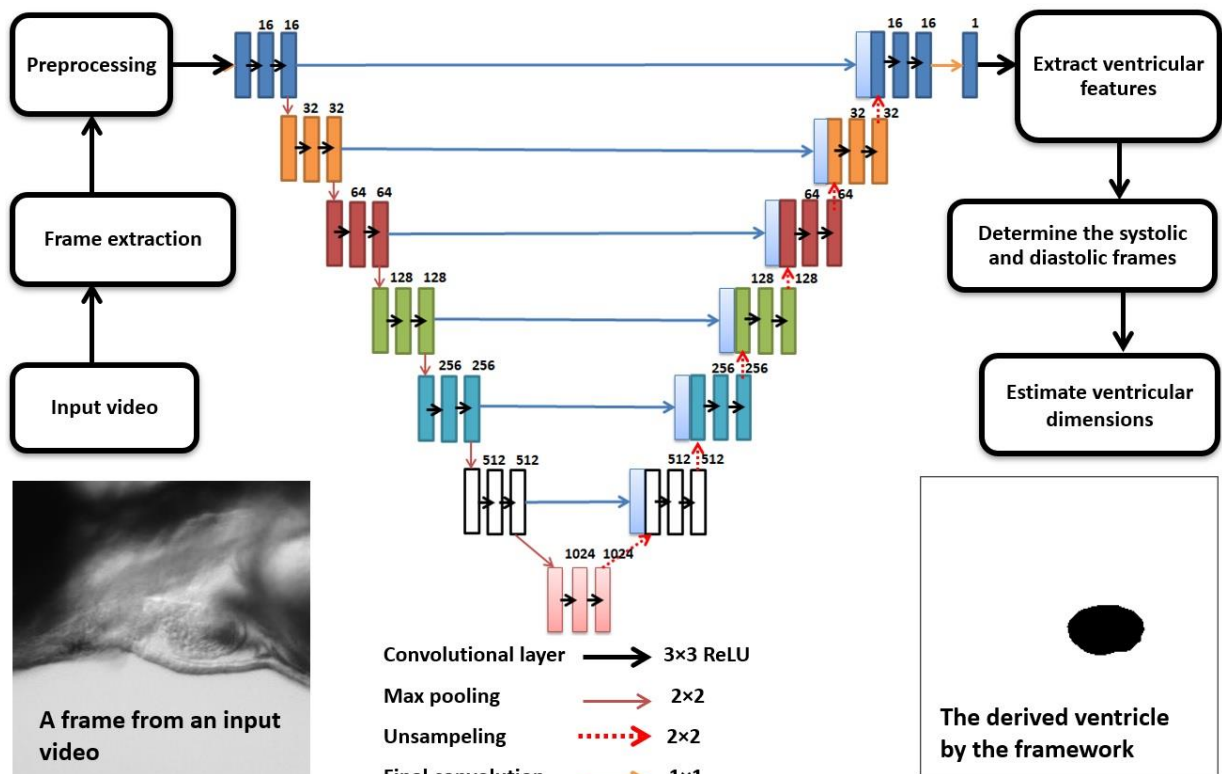 Preprocessing
Frame extraction
Input video
16 16
32 32
64 64
128 128
256 256
512 512
1024 1024
512 512
256 256
128 128
64 64
32 32
16 16
1
Extract ventricular
features
Determine the systolic
and diastolic frames
Estimate ventricular
dimensions
A frame from an input
video
Convolutional layer 3×3 ReLU
Max pooling 2×2
Unsampeling 2×2
Final convolution 1×1
The derived ventricle
by the framework